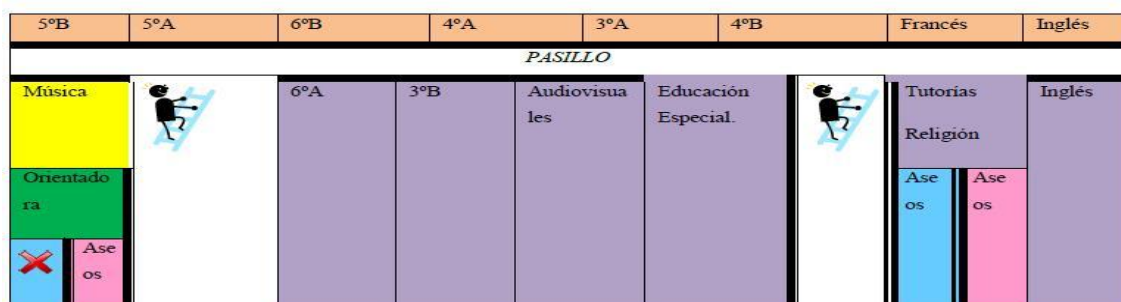 5ºB 5ºA 6ºB 4ºA 3ºA 4ºB Francés Inglés
PASILLO
Música 6ºA 3ºB Audiovisua Educación Tutorías Inglés
les Especial. Religión
Orientado
ra
Ase Ase
os os
Ase
os